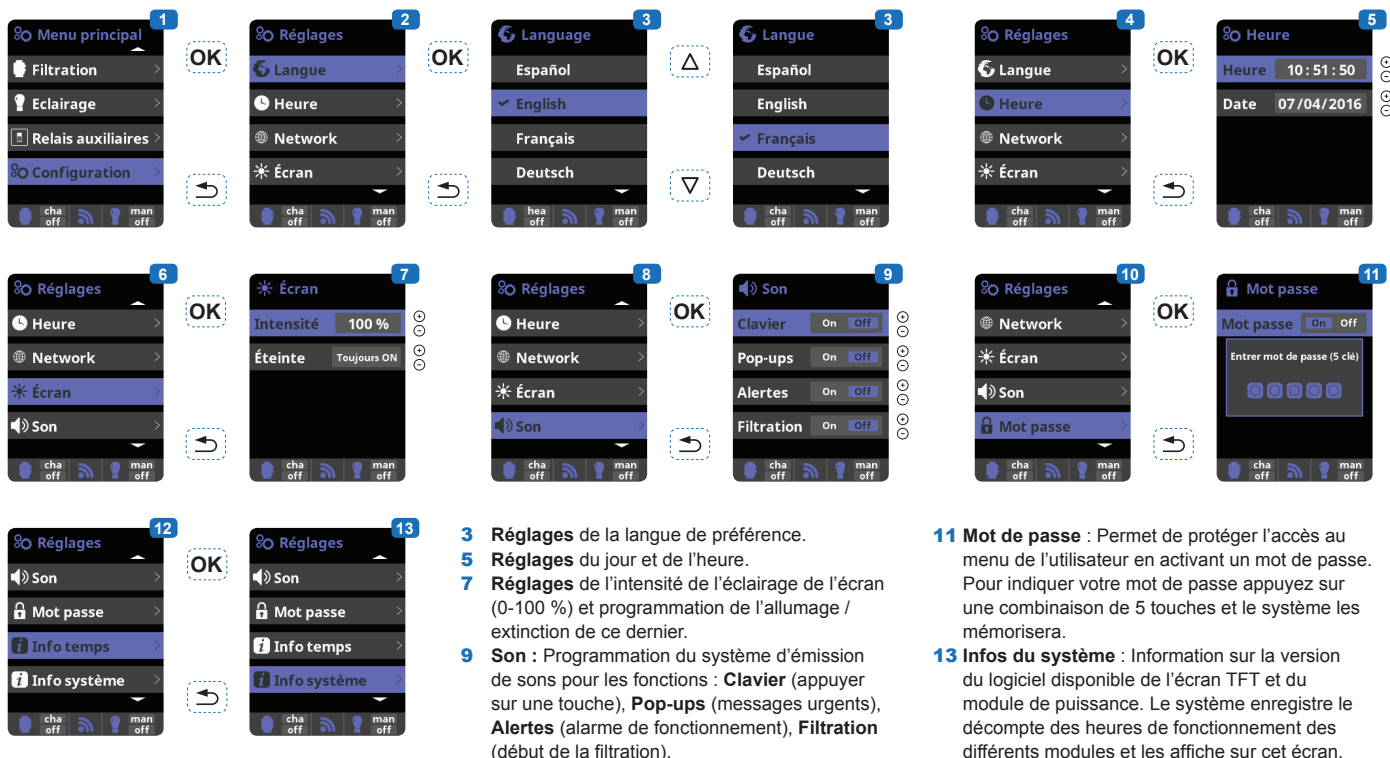 1
Menu principal
Filtration
Eclairage
Relais auxiliaires
Configuration
cha off
man off
OK
2
Réglages
Langue
Heure
Network
Écran
cha off
man off
OK
3
Language
Español
English
Français
Deutsch
hea off
man off
3
Langue
Español
English
Français
Deutsch
cha off
man off
4
Réglages
Langue
Heure
Network
Écran
cha off
man off
OK
5
Heure
Heure 10 : 51 : 50
Date 07 / 04 / 2016
cha off
man off
6
Réglages
Heure
Network
Écran
Son
cha off
man off
OK
7
Écran
Intensité 100 %
Éteinte Toujours ON
cha off
man off
8
Réglages
Heure
Network
Écran
Son
cha off
man off
OK
9
Son
Clavier On Off
Pop-ups On Off
Alertes On Off
Filtration On Off
cha off
man off
10
Réglages
Network
Écran
Son
Mot passe
cha off
man off
OK
11
Mot passe
Mot passe On Off
Entrer mot de passe (5 clé)
cha off
man off
12
Réglages
Son
Mot passe
Info temps
Info système
cha off
man off
OK
13
Réglages
Son
Mot passe
Info temps
Info système
cha off
man off
3 Réglages de la langue de préférence.
5 Réglages du jour et de l'heure.
7 Réglages de l'intensité de l'éclairage de l'écran
(0-100 %) et programmation de l'allumage /
extinction de ce dernier.
9 Son : Programmation du système d'émission
de sons pour les fonctions : Clavier (appuyer
sur une touche), Pop-ups (messages urgents),
Alertes (alarme de fonctionnement), Filtration
(début de la filtration).
11 Mot de passe : Permet de protéger l'accès au
menu de l'utilisateur en activant un mot de passe.
Pour indiquer votre mot de passe appuyez sur
une combinaison de 5 touches et le système les
mémorisera.
13 Infos du système : Information sur la version
du logiciel disponible de l'écran TFT et du
module de puissance. Le système enregistre le
décompte des heures de fonctionnement des
différents modules et les affiche sur cet écran.